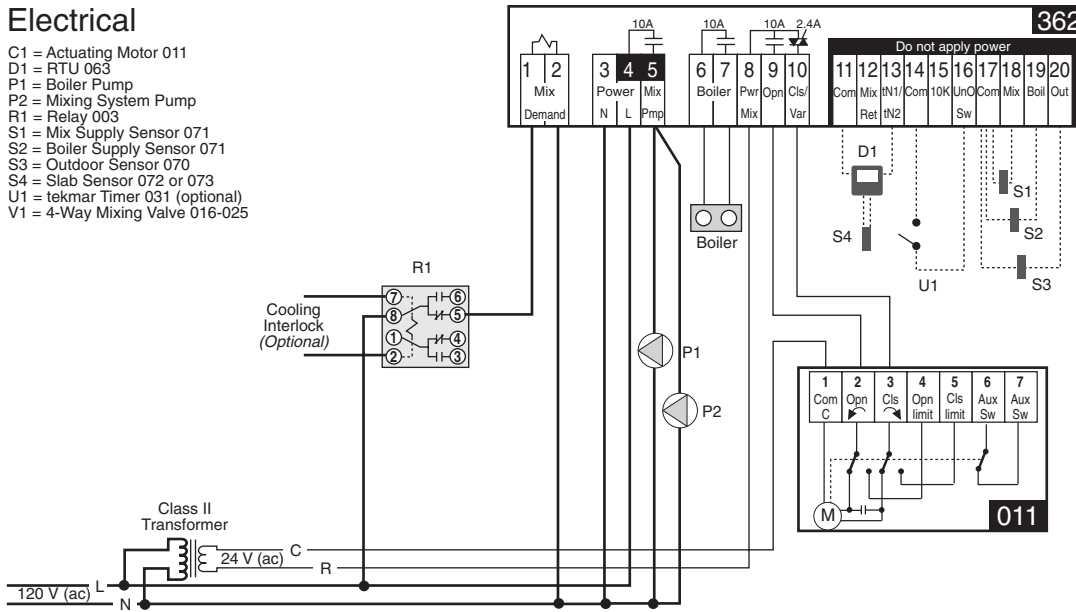 Electrical
C1 = Actuating Motor 011
D1 = RTU 063
P1 = Boiler Pump
P2 = Mixing System Pump
R1 = Relay 003
S1 = Mix Supply Sensor 071
S2 = Boiler Supply Sensor 071
S3 = Outdoor Sensor 070
S4 = Slab Sensor 072 or 073
U1 = tekmar Timer 031 (optional)
V1 = 4-Way Mixing Valve 016-025
362
10A 10A 10A 2.4A
Do not apply power
1 2 3 4 5 6 7 8 9 10 11 12 13 14 15 16 17 18 19 20
Mix Power Mix Boiler Pwr Opn Cls/ Com Mix tN1/ Com 10K UnO Com Mix Boil Out
Demand N L Pmp Mix Var Ret tN2 Sw
D1
S1
S4
S2
Boiler
U1
S3
R1
7 6
8 5
1 4
2 3
Cooling
Interlock
(Optional)
P1
P2
1 2 3 4 5 6 7
Com Opn Cls Opn Cls Aux Aux
C limit limit Sw Sw
M
011
Class II
Transformer
24 V (ac)
C
R
120 V (ac)
L
N